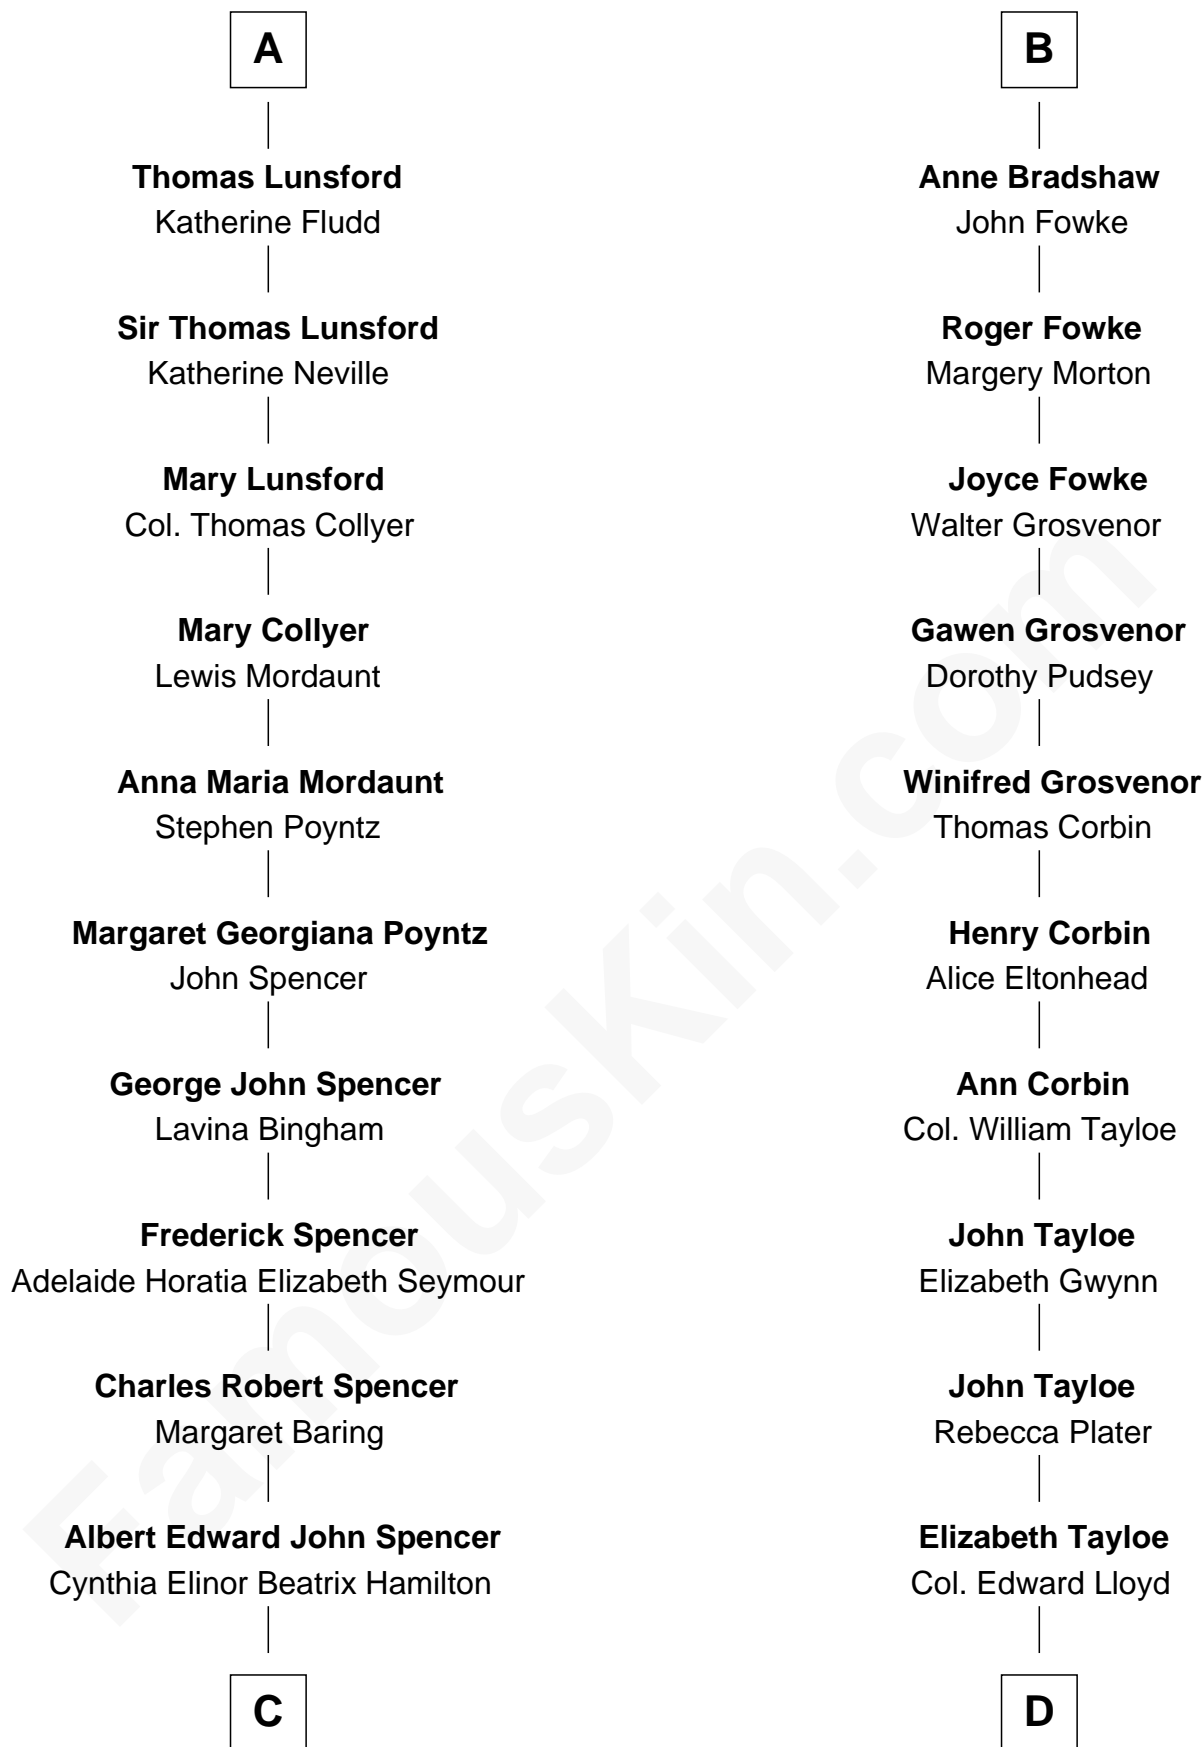 A
Thomas Lunsford
Katherine Fludd
Sir Thomas Lunsford
Katherine Neville
Mary Lunsford
Col. Thomas Collyer
Mary Collyer
Lewis Mordaunt
Anna Maria Mordaunt
Stephen Poyntz
Margaret Georgiana Poyntz
John Spencer
George John Spencer
Lavina Bingham
Frederick Spencer
Adelaide Horatia Elizabeth Seymour
Charles Robert Spencer
Margaret Baring
Albert Edward John Spencer
Cynthia Elinor Beatrix Hamilton
C
B
Anne Bradshaw
John Fowke
Roger Fowke
Margery Morton
Joyce Fowke
Walter Grosvenor
Gawen Grosvenor
Dorothy Pudsey
Winifred Grosvenor
Thomas Corbin
Henry Corbin
Alice Eltonhead
Ann Corbin
Col. William Tayloe
John Tayloe
Elizabeth Gwynn
John Tayloe
Rebecca Plater
Elizabeth Tayloe
Col. Edward Lloyd
D
FamousKin.com